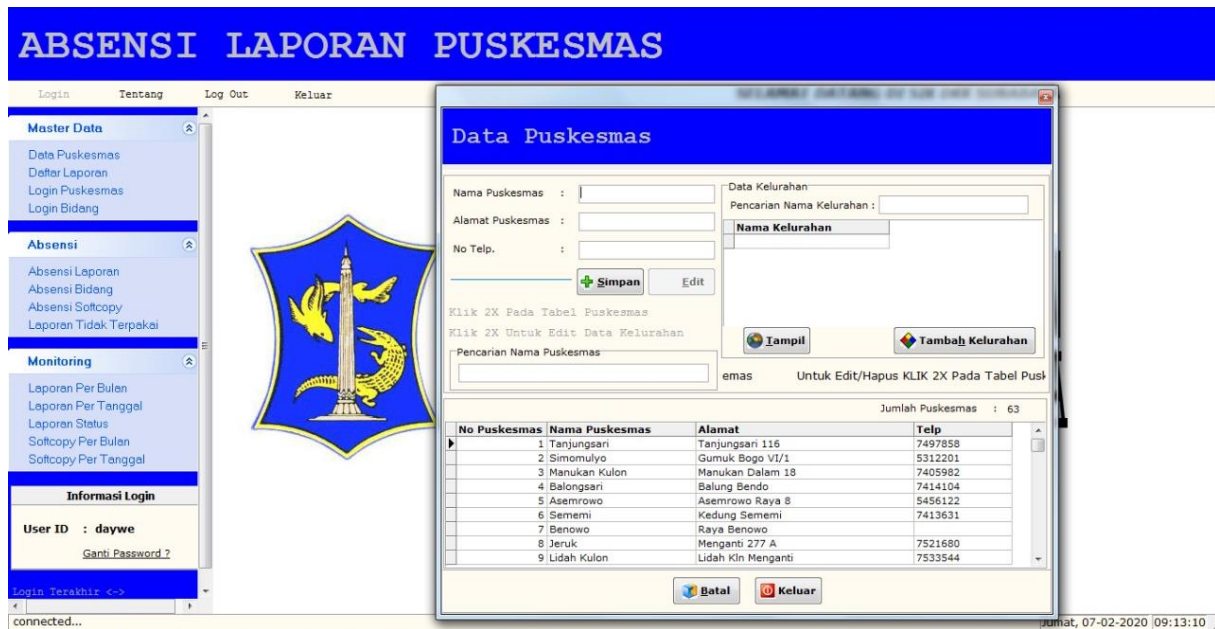 ABSENSI LAPORAN PUSKESMAS
Login Tentang Log Out Keluar
SELAMAT DATANG DI
Master Data
Data Puskesmas
Daftar Laporan
Login Puskesmas
Login Bidang
Absensi
Absensi Laporan
Absensi Bidang
Absensi Softcopy
Laporan Tidak Terpakai
Monitoring
Laporan Per Bulan
Laporan Per Tanggal
Laporan Status
Softcopy Per Bulan
Softcopy Per Tanggal
Informasi Login
User ID : daywe
Ganti Password ?
Login Terakhir <->
Data Puskesmas
Nama Puskesmas :
Alamat Puskesmas :
No Telp. :
Simpan Edit
Klik 2X Pada Tabel Puskesmas
Klik 2X Untuk Edit Data Kelurahan
Pencarian Nama Puskesmas
Data Kelurahan
Pencarian Nama Kelurahan :
Nama Kelurahan
Tampil Tambah Kelurahan
emas Untuk Edit/Hapus KLIK 2X Pada Tabel Pusk
Jumlah Puskesmas : 63
No Puskesmas Nama Puskesmas Alamat Telp
1 Tanjungsari Tanjungsari 116 7497858
2 Simomulyo Gumuk Bogo VI/1 5312201
3 Manukan Kulon Manukan Dalam 18 7405982
4 Balongsari Balung Bendo 7414104
5 Asemrowo Asemrowo Raya 8 5456122
6 Sememi Kedung Sememi 7413631
7 Benowo Raya Benowo
8 Jeruk Menganti 277 A 7521680
9 Lidah Kulon Lidah Kln Menganti 7533544
Batal Keluar
connected... Jumat, 07-02-2020 09:13:10